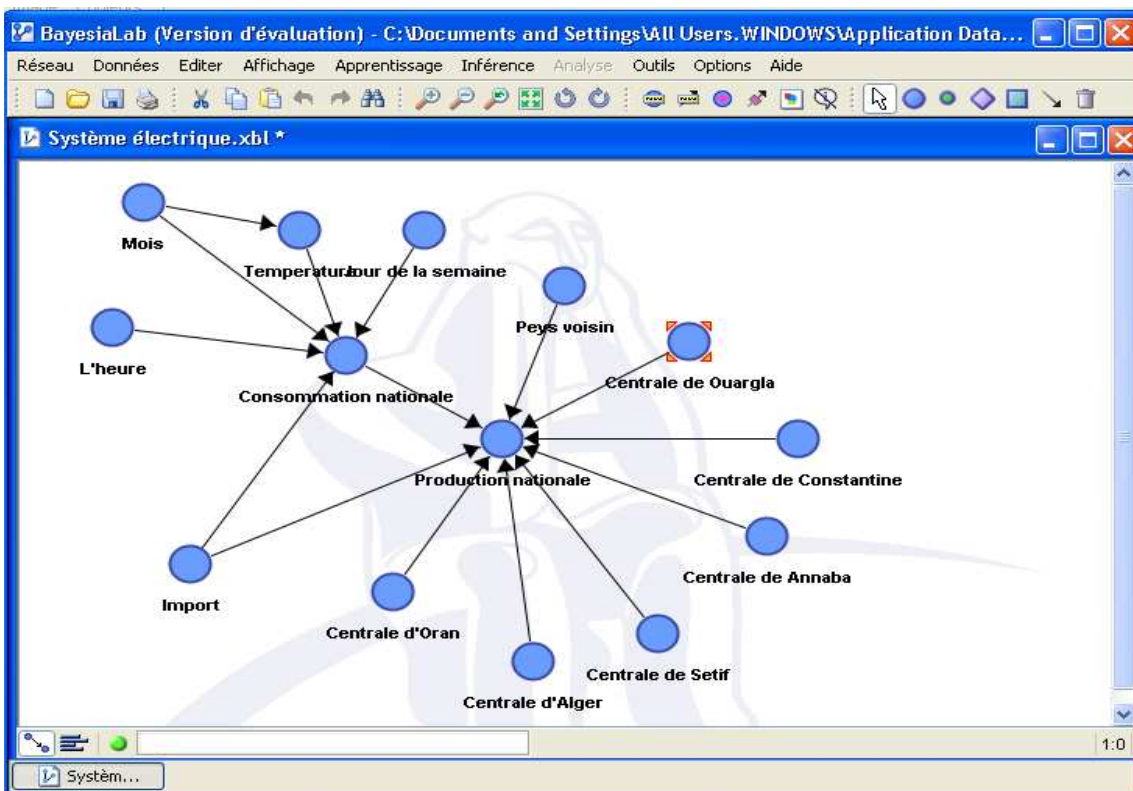 BayesiaLab (Version d'évaluation) - C:\Documents and Settings\All Users.WINDOWS\Application Data...
Réseau Données Editer Affichage Apprentissage Inférence Analyse Outils Options Aide
Système électrique.xbl *
Mois
Temperature
Jour de la semaine
Peys voisin
L'heure
Centrale de Ouargla
Consommation nationale
Production nationale
Centrale de Constantine
Centrale de Annaba
Import
Centrale d'Oran
Centrale de Setif
Centrale d'Alger
1:0
Systèm...